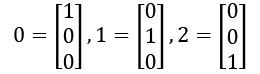 0 = [1 0 0], 1 = [0 1 0], 2 = [0 0 1]